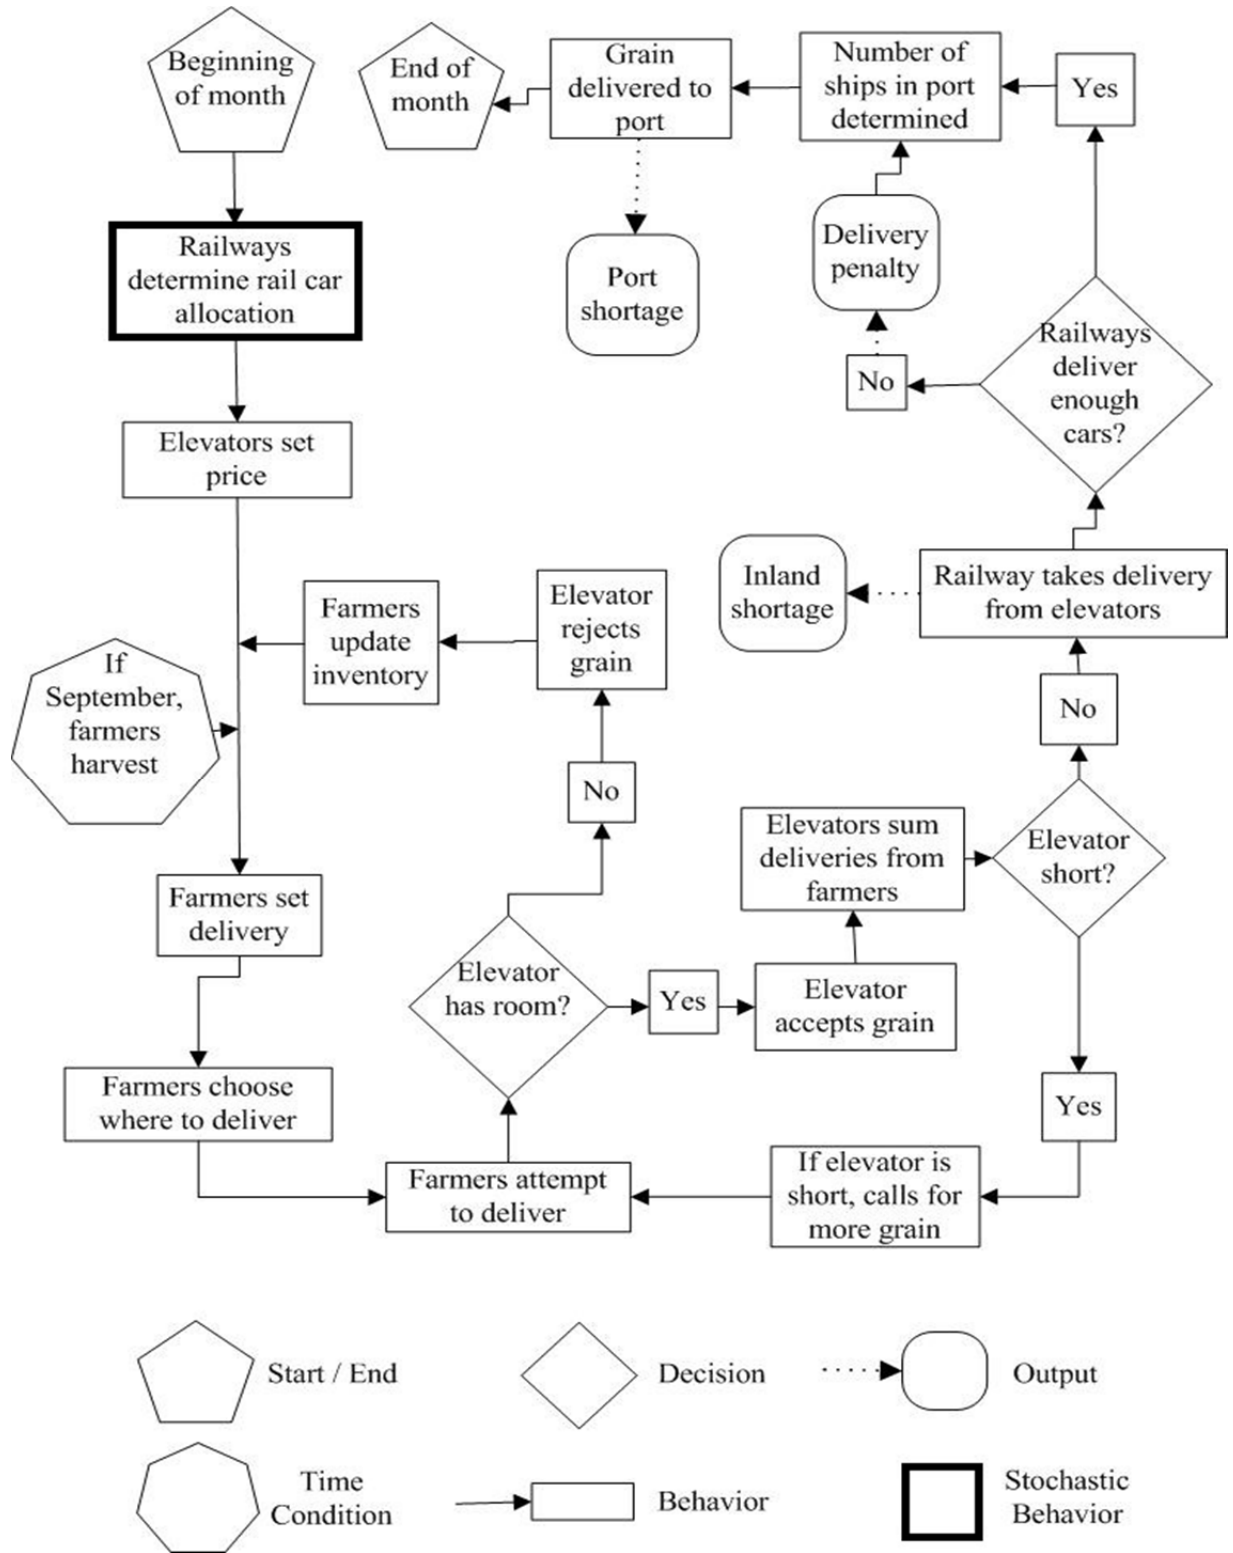 Beginning
of month
End of
month
Grain
delivered to
port
Number of
ships in port
determined
Yes
Railways
determine rail car
allocation
Port
shortage
Delivery
penalty
No
Railways
deliver
enough
cars?
Elevators set
price
Farmers
update
inventory
Elevator
rejects
grain
Inland
shortage
Railway takes delivery
from elevators
If
September,
farmers
harvest
No
No
Elevators sum
deliveries from
farmers
Elevator
short?
Farmers set
delivery
Elevator
has room?
Yes
Elevator
accepts grain
Farmers choose
where to deliver
Yes
Farmers attempt
to deliver
If elevator is
short, calls for
more grain
Start / End
Decision
Output
Time
Condition
Behavior
Stochastic
Behavior